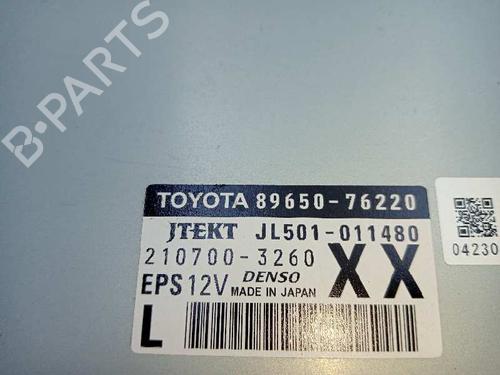 B-PARTS
TOYOTA 89650-76220
JTEKT JL501-011480
210700-3260 XX
EPS 12V DENSO MADE IN JAPAN
L
04230